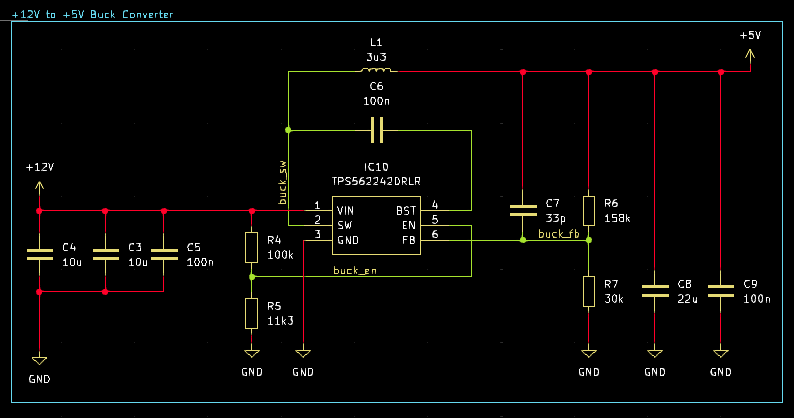 +12V to +5V Buck Converter
+5V
L1
3u3
C6
100n
IC10
TPS562242DRLR
buck_sw
+12V
1 VIN BST 4
2 SW EN 5
3 GND FB 6
C7
33p
R6
158k
buck_fb
C4
10u
C3
10u
C5
100n
R4
100k
buck_en
R5
11k3
R7
30k
C8
22u
C9
100n
GND
GND
GND
GND
GND
GND